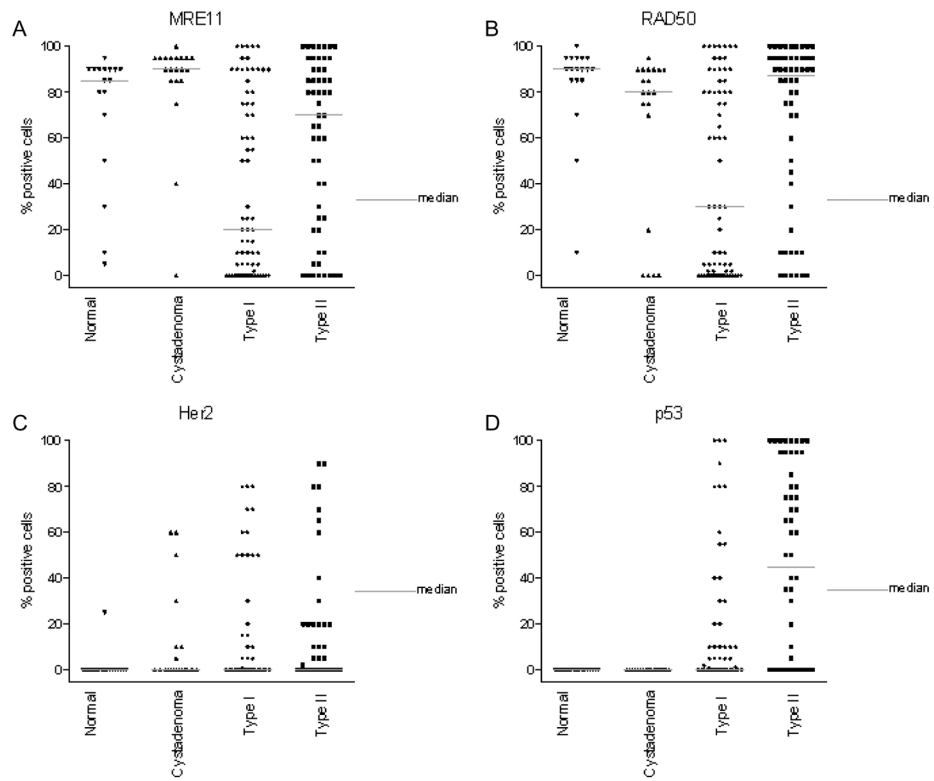 A
MRE11
% positive cells
100
80
60
40
20
0
Normal
Cystadenoma
Type I
Type II
median
B
RAD50
% positive cells
100
80
60
40
20
0
Normal
Cystadenoma
Type I
Type II
median
C
Her2
% positive cells
100
80
60
40
20
0
Normal
Cystadenoma
Type I
Type II
median
D
p53
% positive cells
100
80
60
40
20
0
Normal
Cystadenoma
Type I
Type II
median